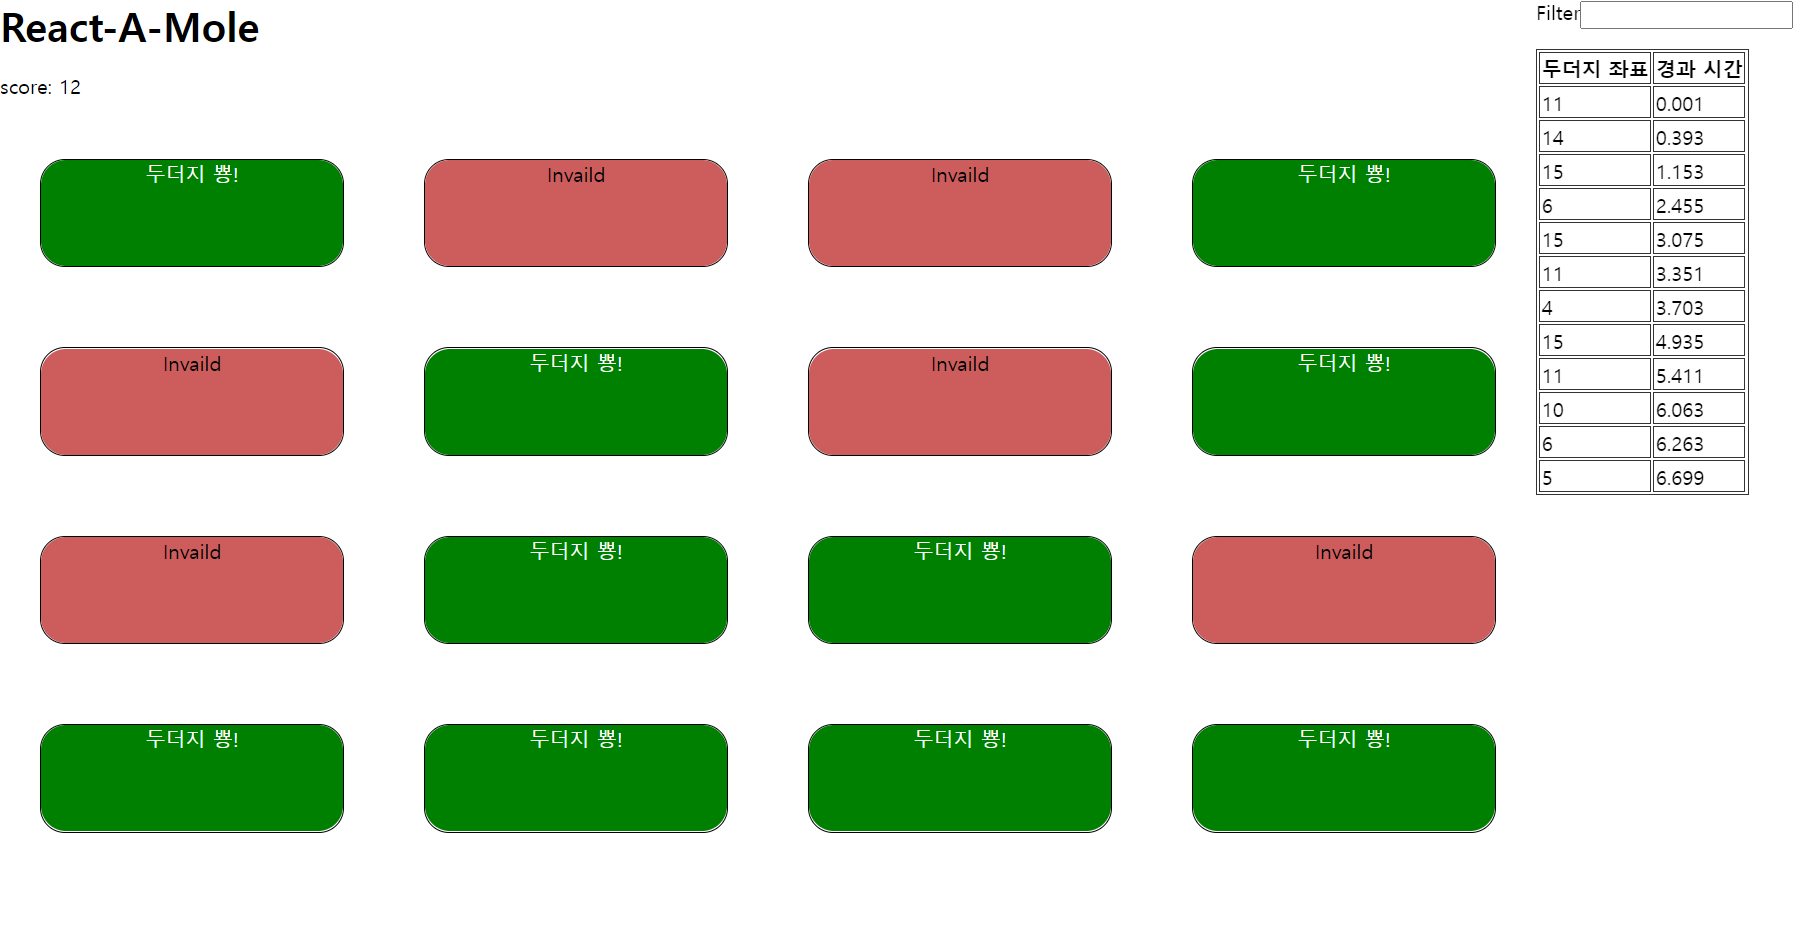 React-A-Mole
score: 12
두더지 뿅! Invaild Invaild 두더지 뿅!
Invaild 두더지 뿅! Invaild 두더지 뿅!
Invaild 두더지 뿅! 두더지 뿅! Invaild
두더지 뿅! 두더지 뿅! 두더지 뿅! 두더지 뿅!
Filter
두더지 좌표 경과 시간
11 0.001
14 0.393
15 1.153
6 2.455
15 3.075
11 3.351
4 3.703
15 4.935
11 5.411
10 6.063
6 6.263
5 6.699